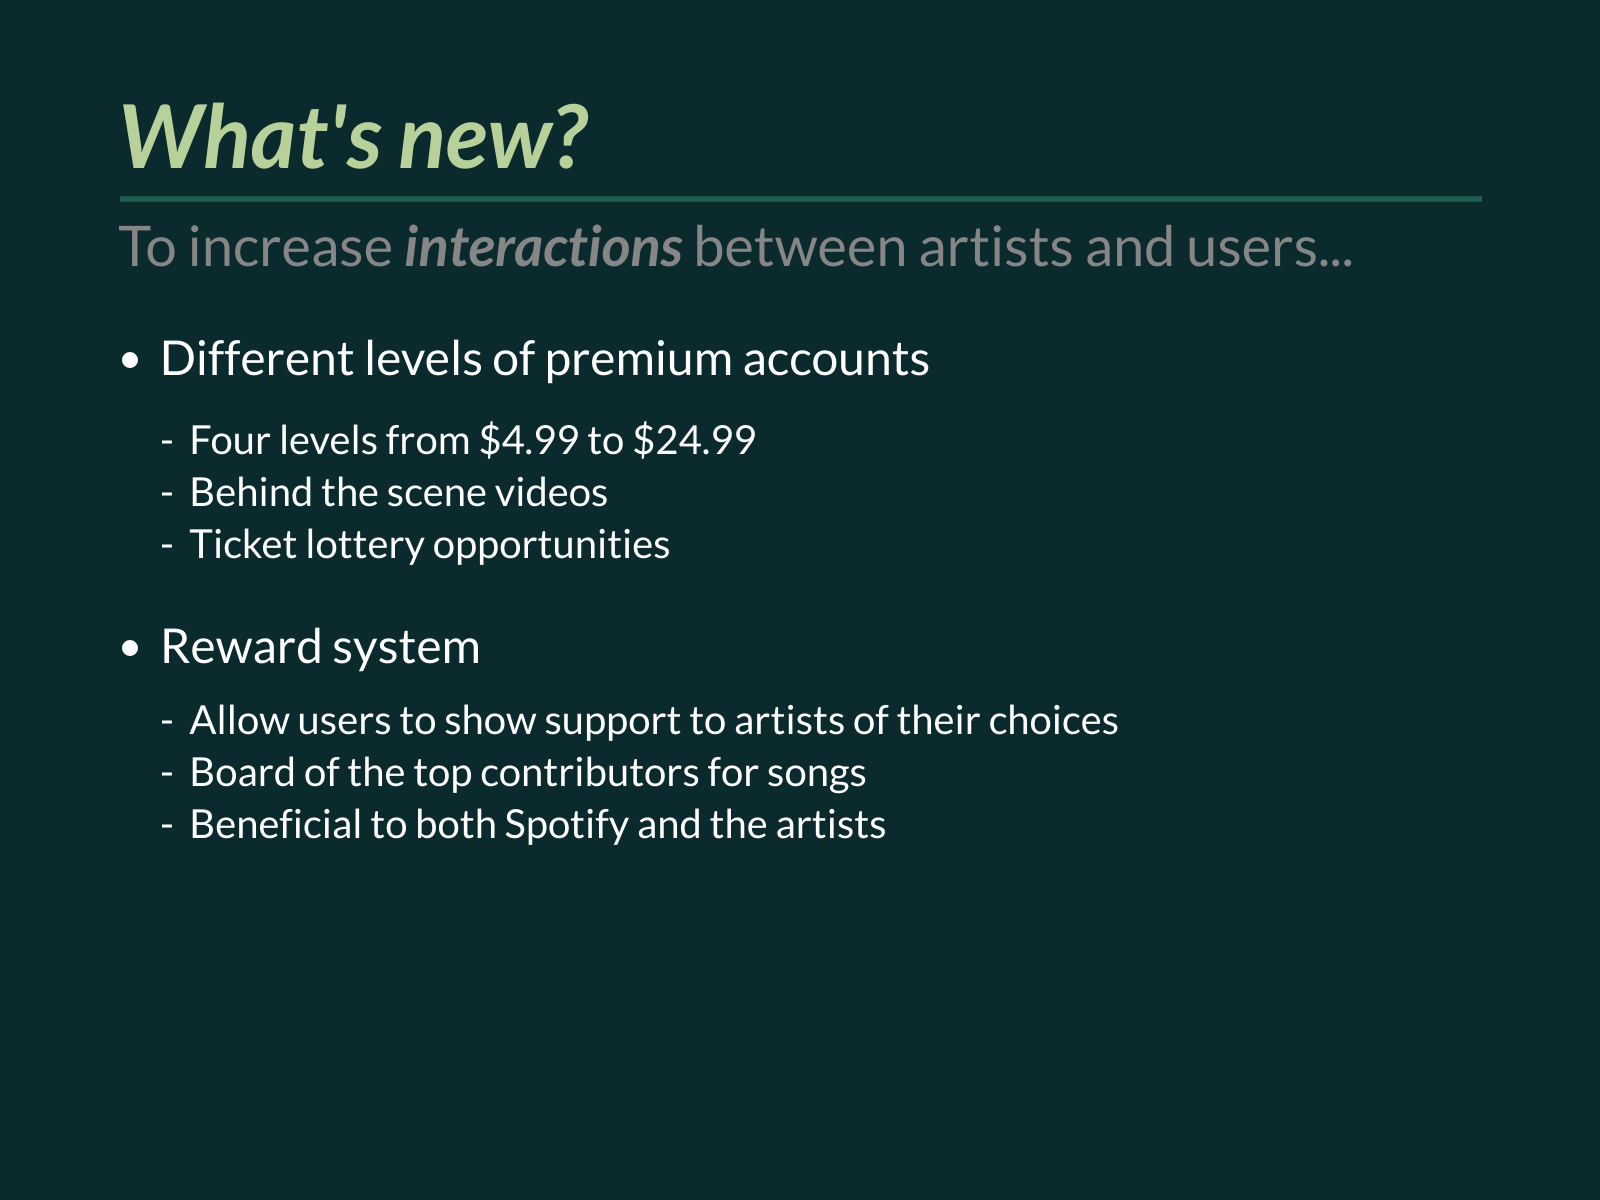 What's new?
To increase interactions between artists and users...
• Different levels of premium accounts
- Four levels from $4.99 to $24.99
- Behind the scene videos
- Ticket lottery opportunities
• Reward system
- Allow users to show support to artists of their choices
- Board of the top contributors for songs
- Beneficial to both Spotify and the artists